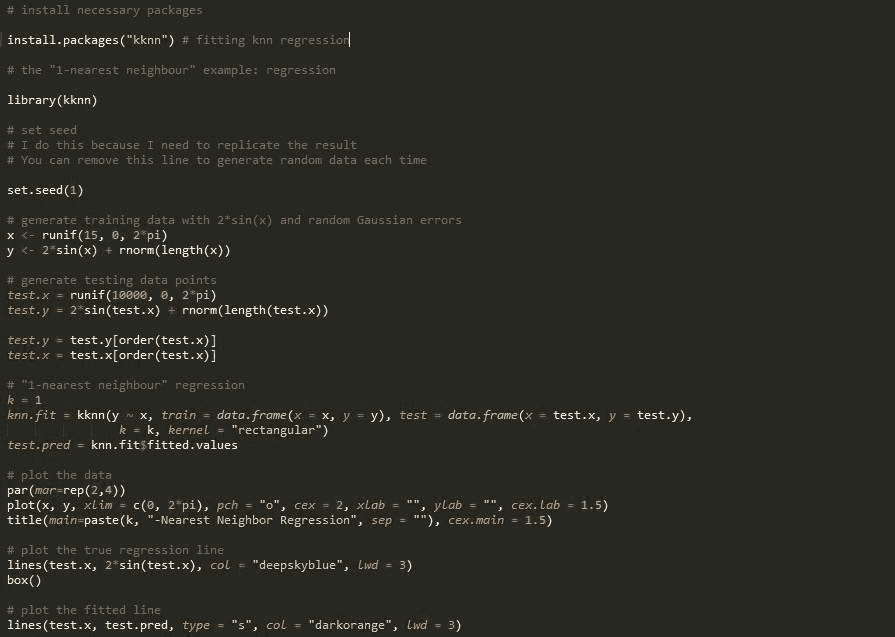 # install necessary packages
install.packages("kknn") # fitting knn regression
# the "1-nearest neighbour" example: regression
library(kknn)
# set seed
# I do this because I need to replicate the result
# You can remove this line to generate random data each time
set.seed(1)
# generate training data with 2*sin(x) and random Gaussian errors
x <- runif(15, 0, 2*pi)
y <- 2*sin(x) + rnorm(length(x))
# generate testing data points
test.x = runif(10000, 0, 2*pi)
test.y = 2*sin(test.x) + rnorm(length(test.x))
test.y = test.y[order(test.x)]
test.x = test.x[order(test.x)]
# "1-nearest neighbour" regression
k = 1
knn.fit = kknn(y ~ x, train = data.frame(x = x, y = y), test = data.frame(x = test.x, y = test.y),
k = k, kernel = "rectangular")
test.pred = knn.fit$fitted.values
# plot the data
par(mar=rep(2,4))
plot(x, y, xlim = c(0, 2*pi), pch = "o", cex = 2, xlab = "", ylab = "", cex.lab = 1.5)
title(main=paste(k, "-Nearest Neighbor Regression", sep = ""), cex.main = 1.5)
# plot the true regression line
lines(test.x, 2*sin(test.x), col = "deepskyblue", lwd = 3)
box()
# plot the fitted line
lines(test.x, test.pred, type = "s", col = "darkorange", lwd = 3)